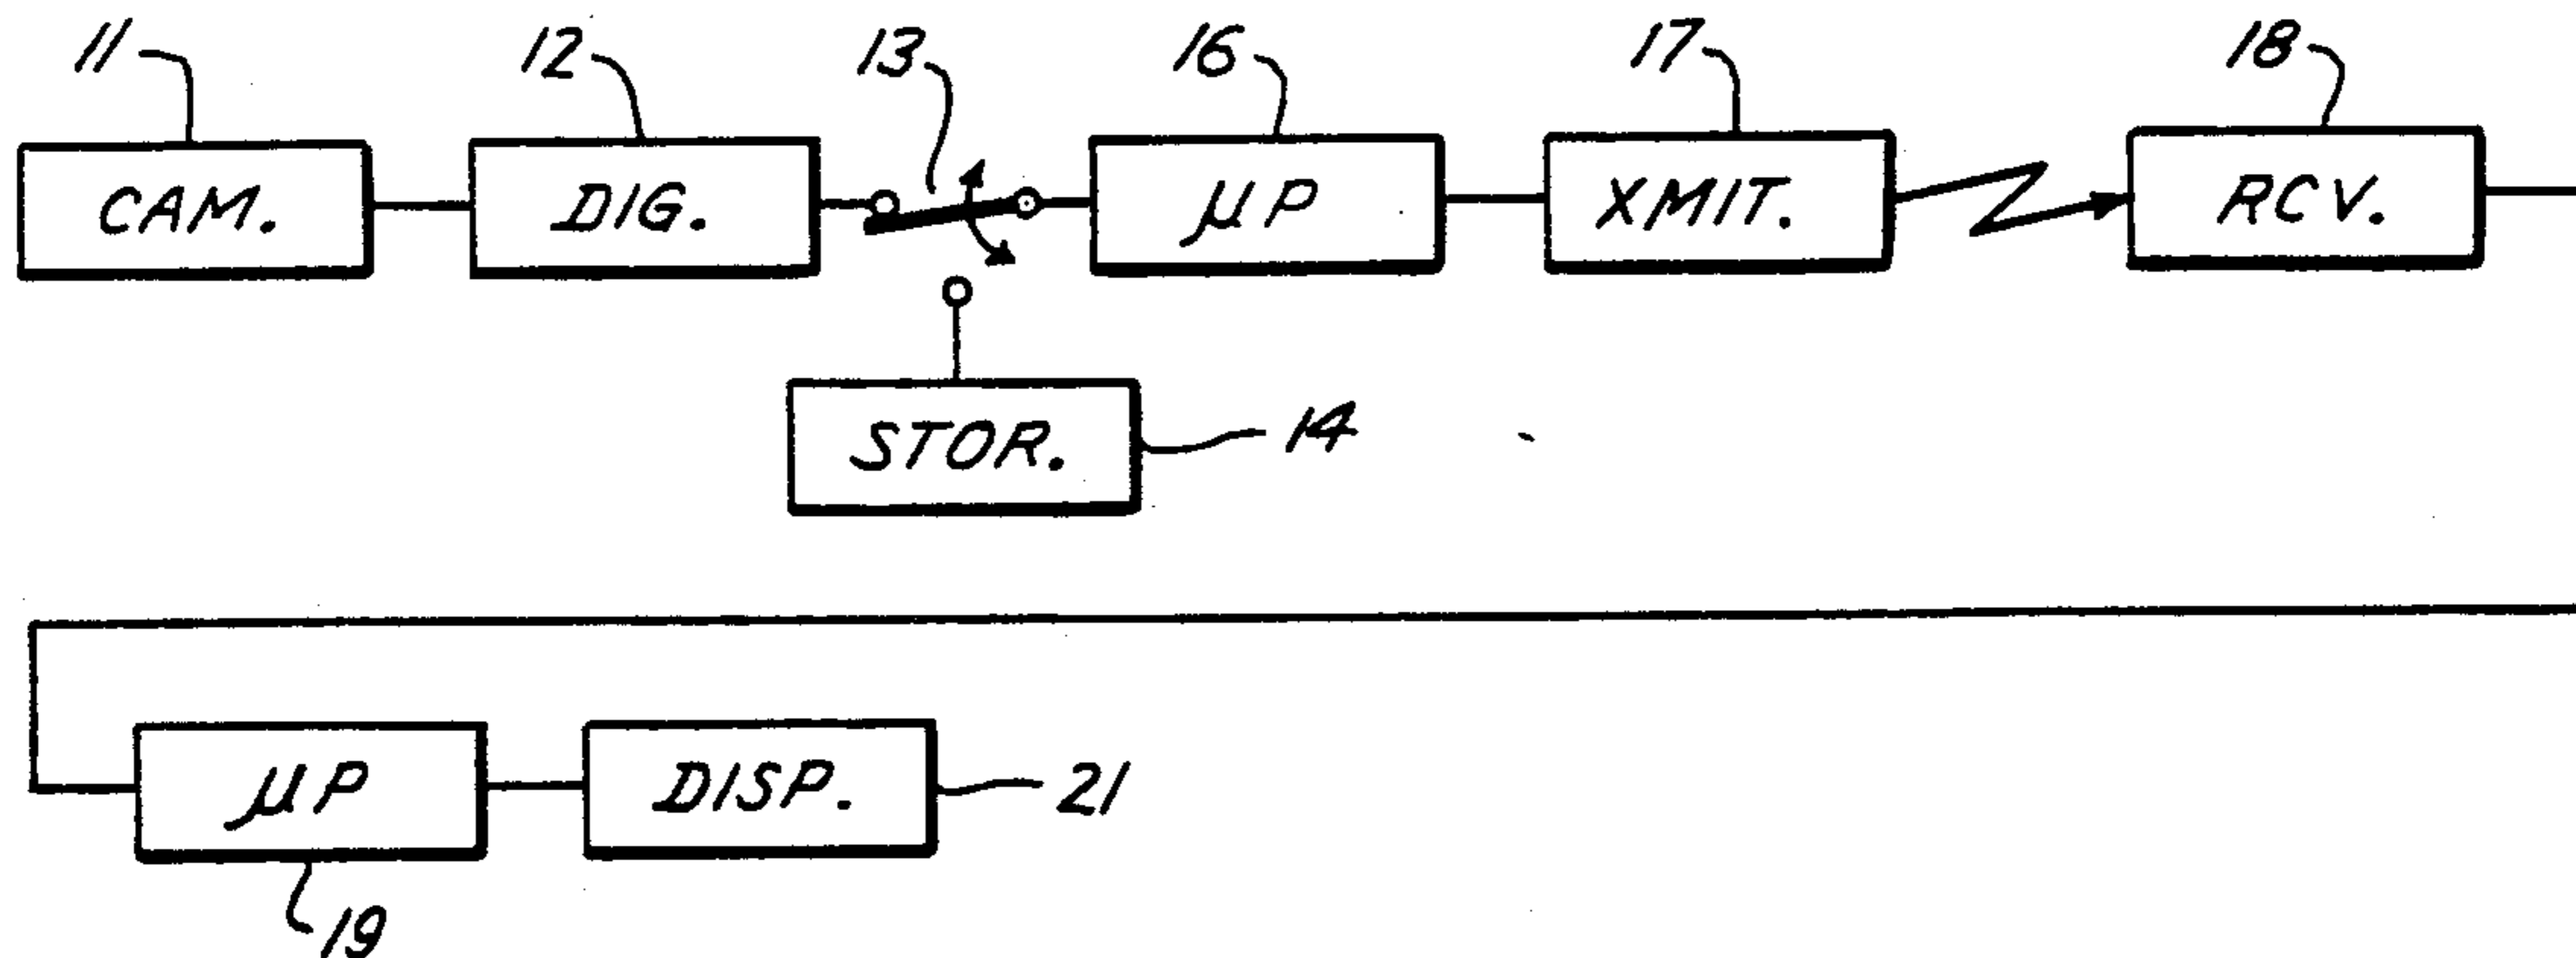 11 12 13 16 17 18
CAM. DIG. μP XMIT. RCV.
STOR. 14
μP DISP. 21
19